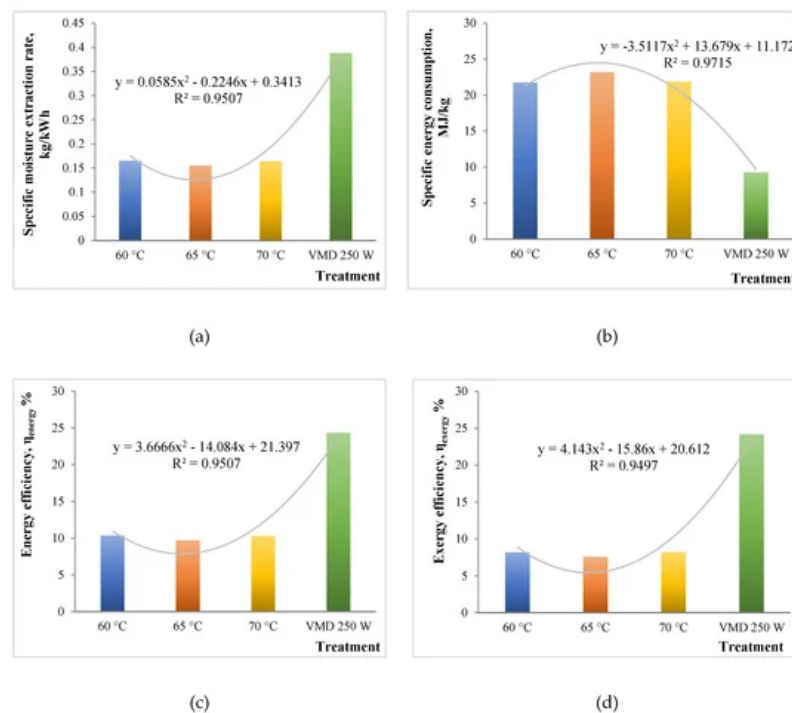 0.45
0.4
0.35
0.3
0.25
0.2
0.15
0.1
0.05
0
Specific moisture extraction rate,
kg/kWh
y = 0.0585x² - 0.2246x + 0.3413
R² = 0.9507
60 °C 65 °C 70 °C VMD 250 W
Treatment
(a)
30
25
20
15
10
5
0
Specific energy consumption,
MJ/kg
y = -3.5117x² + 13.679x + 11.172
R² = 0.9715
60 °C 65 °C 70 °C VMD 250 W
Treatment
(b)
30
25
20
15
10
5
0
Energy efficiency, ηenergy %
y = 3.6666x² - 14.084x + 21.397
R² = 0.9507
60 °C 65 °C 70 °C VMD 250 W
Treatment
(c)
30
25
20
15
10
5
0
Exergy efficiency, ηexergy %
y = 4.143x² - 15.86x + 20.612
R² = 0.9497
60 °C 65 °C 70 °C VMD 250 W
Treatment
(d)